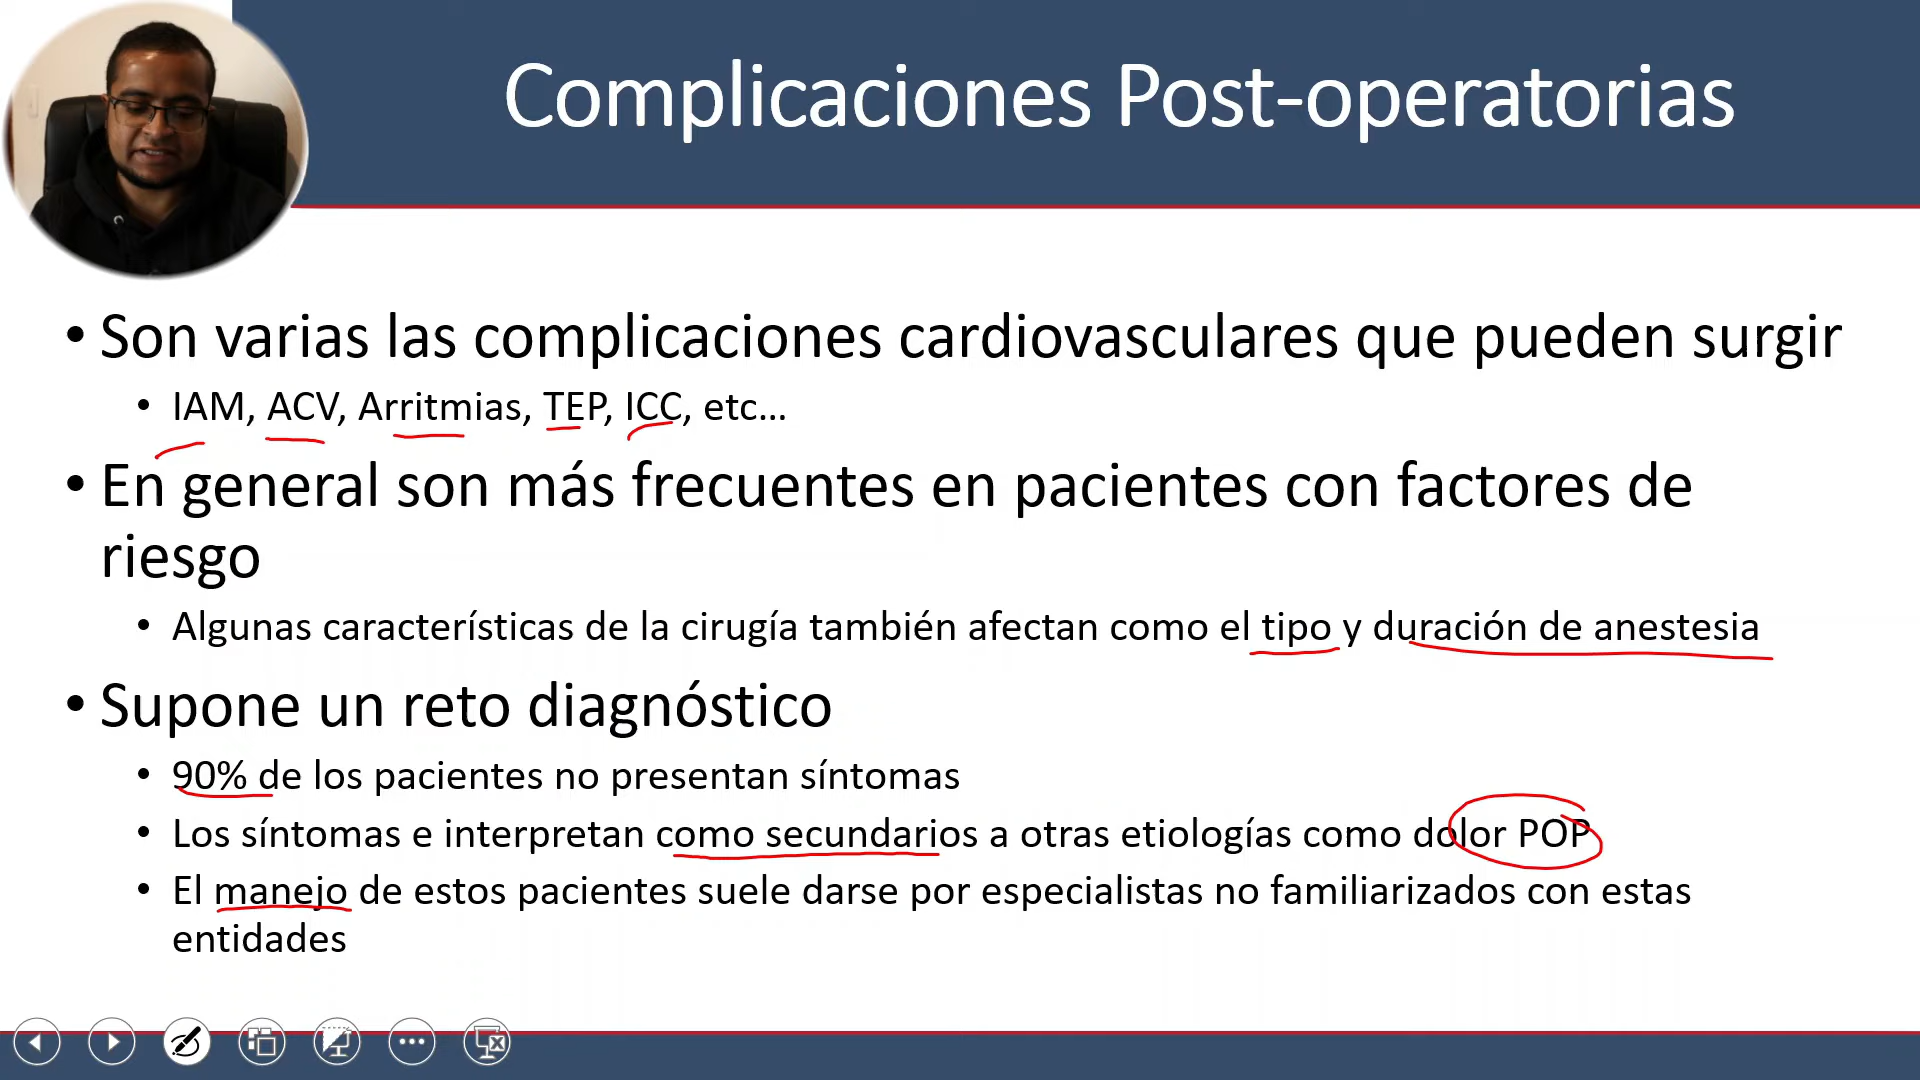 Complicaciones Post-operatorias
• Son varias las complicaciones cardiovasculares que pueden surgir
• IAM, ACV, Arritmias, TEP, ICC, etc...
• En general son más frecuentes en pacientes con factores de
riesgo
• Algunas características de la cirugía también afectan como el tipo y duración de anestesia
• Supone un reto diagnóstico
• 90% de los pacientes no presentan síntomas
• Los síntomas e interpretan como secundarios a otras etiologías como dolor POP
• El manejo de estos pacientes suele darse por especialistas no familiarizados con estas
entidades